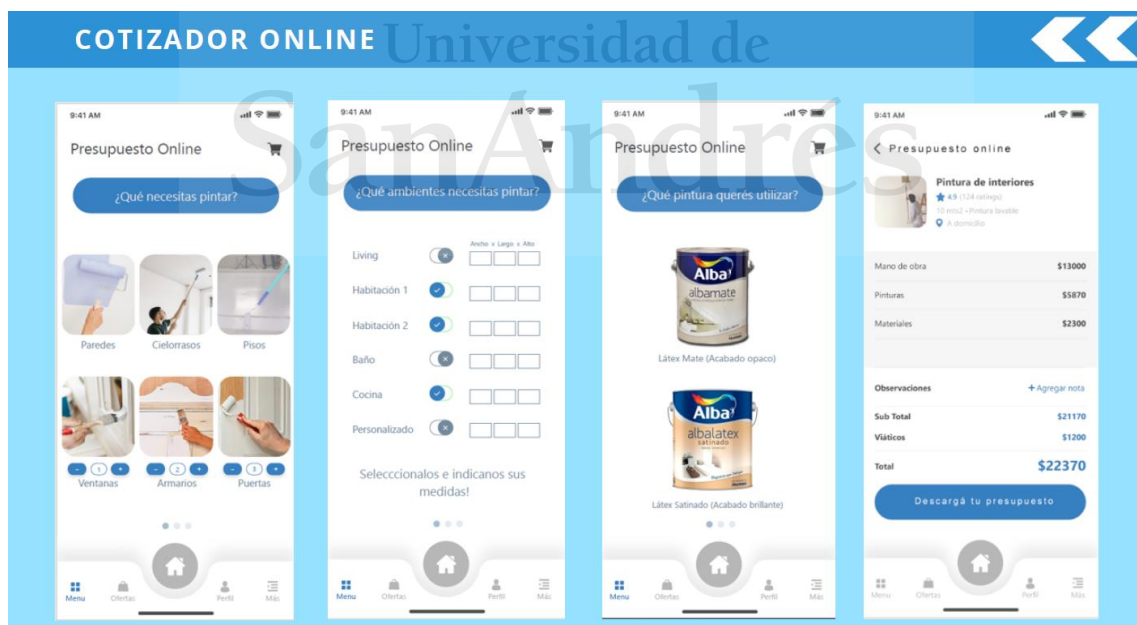 COTIZADOR ONLINE
Universidad de
SanAndrés
9:41 AM
Presupuesto Online
¿Qué necesitas pintar?
Paredes Cielorrasos Pisos
- 1 + - 2 + - 3 +
Ventanas Armarios Puertas
Menu Ofertas Perfil Más
9:41 AM
Presupuesto Online
¿Qué ambientes necesitas pintar?
Ancho x Largo x Alto
Living
Habitación 1
Habitación 2
Baño
Cocina
Personalizado
Selecccionalos e indicanos sus
medidas!
Menu Ofertas Perfil Más
9:41 AM
Presupuesto Online
¿Qué pintura querés utilizar?
Alba
albamate
Látex Mate (Acabado opaco)
Alba
albalatex
satinado
Látex Satinado (Acabado brillante)
Menu Ofertas Perfil Más
9:41 AM
Presupuesto online
Pintura de interiores
4.9 (124 ratings)
A domicilio
Mano de obra $13000
Pinturas $5870
Materiales $2300
Observaciones + Agregar nota
Sub Total $21170
Viáticos $1200
Total $22370
Descargá tu presupuesto
Menu Ofertas Perfil Más